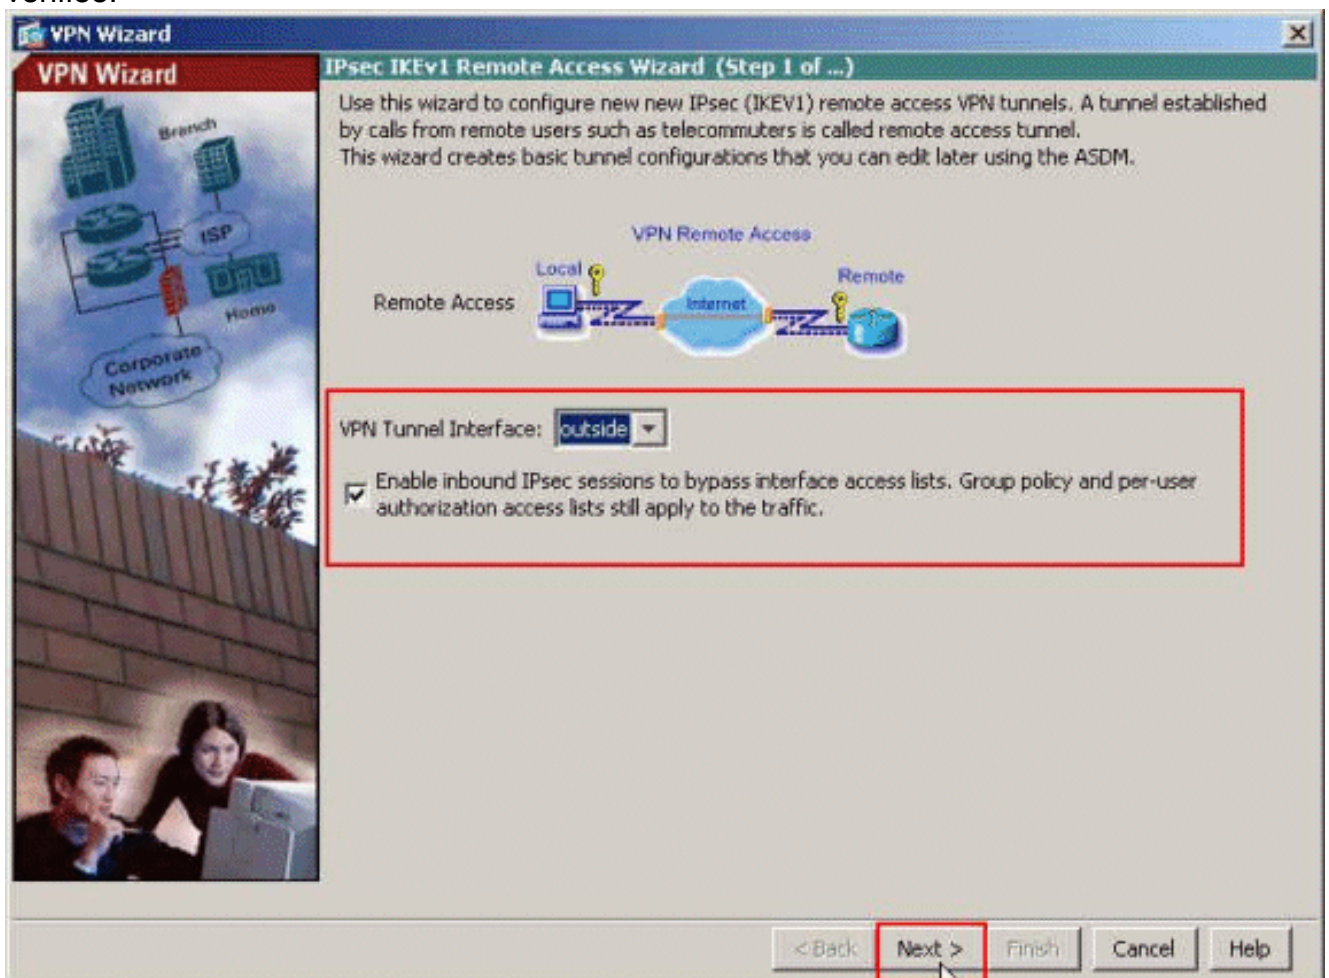 VPN Wizard
VPN Wizard
IPsec IKEv1 Remote Access Wizard (Step 1 of ...)
Use this wizard to configure new new IPsec (IKEV1) remote access VPN tunnels. A tunnel established
by calls from remote users such as telecommuters is called remote access tunnel.
This wizard creates basic tunnel configurations that you can edit later using the ASDM.
Branch
ISP
Home
Corporate
Network
VPN Remote Access
Local
Remote
Remote Access
Internet
VPN Tunnel Interface: outside
Enable inbound IPsec sessions to bypass interface access lists. Group policy and per-user
authorization access lists still apply to the traffic.
< Back Next > Finish Cancel Help